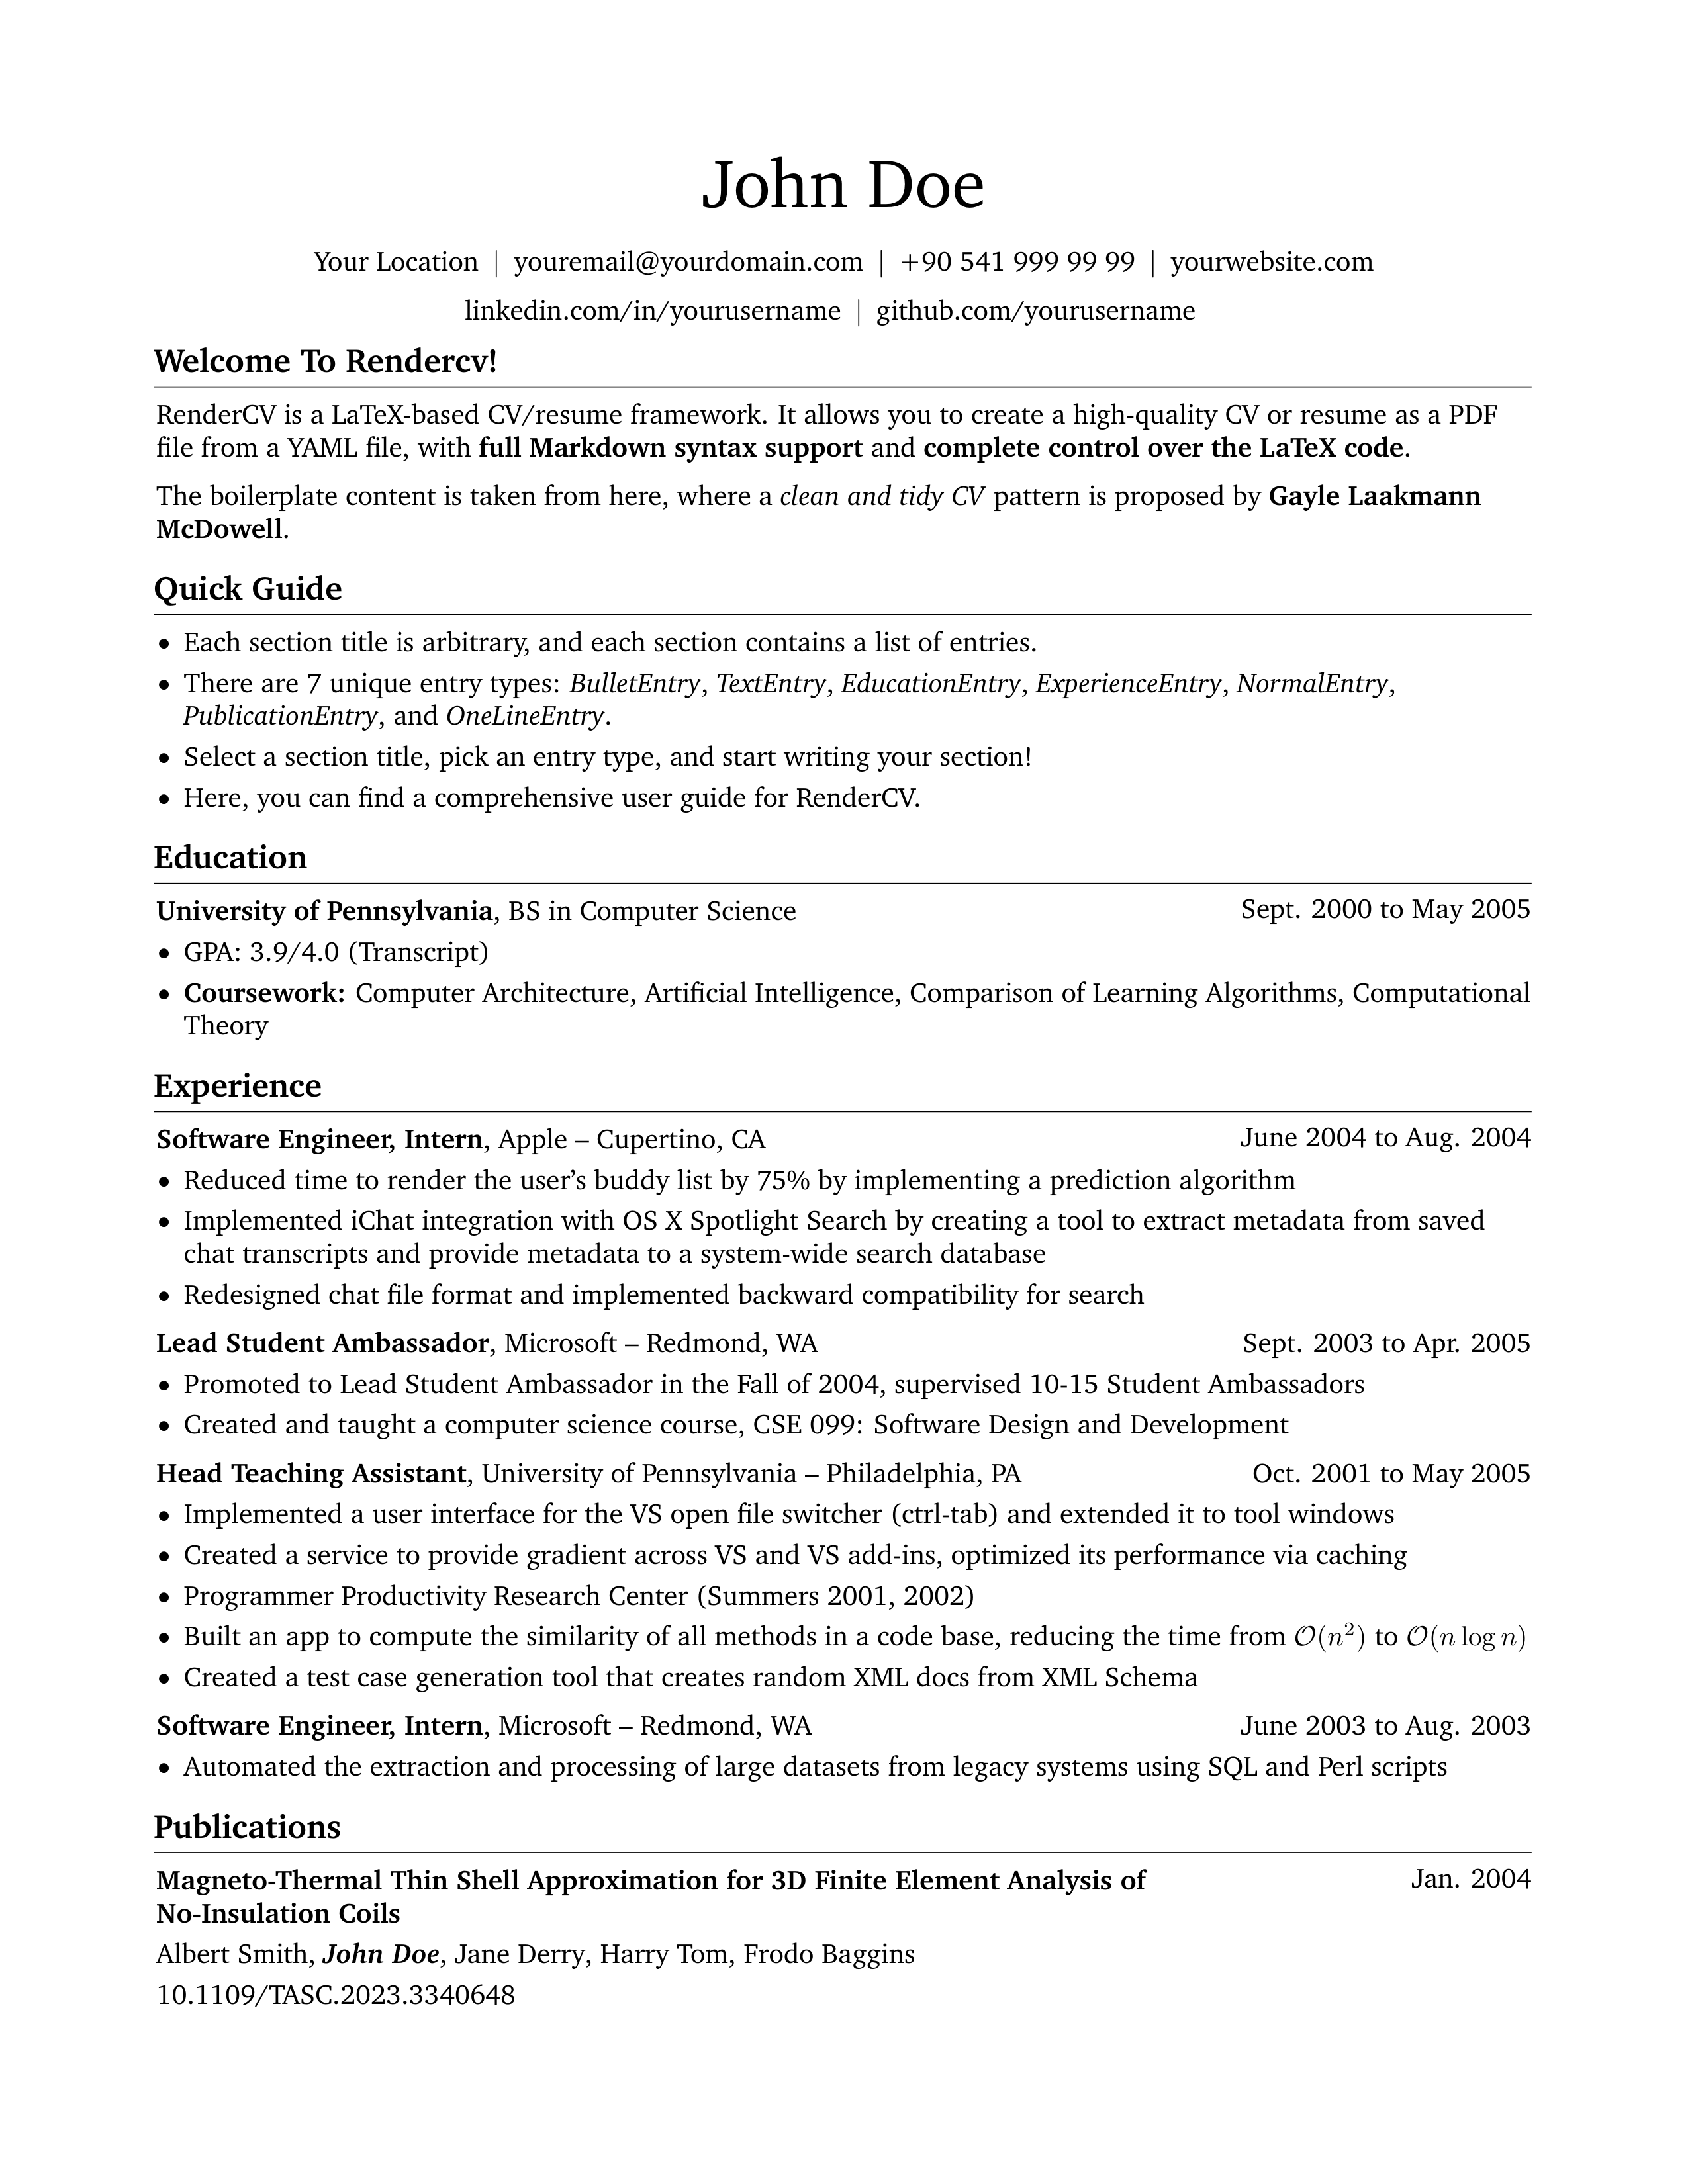 John Doe
Your Location | youremail@yourdomain.com | +90 541 999 99 99 | yourwebsite.com
linkedin.com/in/yourusername | github.com/yourusername
Welcome To Rendercv!
RenderCV is a LaTeX-based CV/resume framework. It allows you to create a high-quality CV or resume as a PDF
file from a YAML file, with full Markdown syntax support and complete control over the LaTeX code.
The boilerplate content is taken from here, where a clean and tidy CV pattern is proposed by Gayle Laakmann
McDowell.
Quick Guide
• Each section title is arbitrary, and each section contains a list of entries.
• There are 7 unique entry types: BulletEntry, TextEntry, EducationEntry, ExperienceEntry, NormalEntry,
PublicationEntry, and OneLineEntry.
• Select a section title, pick an entry type, and start writing your section!
• Here, you can find a comprehensive user guide for RenderCV.
Education
University of Pennsylvania, BS in Computer Science Sept. 2000 to May 2005
• GPA: 3.9/4.0 (Transcript)
• Coursework: Computer Architecture, Artificial Intelligence, Comparison of Learning Algorithms, Computational
Theory
Experience
Software Engineer, Intern, Apple – Cupertino, CA June 2004 to Aug. 2004
• Reduced time to render the user’s buddy list by 75% by implementing a prediction algorithm
• Implemented iChat integration with OS X Spotlight Search by creating a tool to extract metadata from saved
chat transcripts and provide metadata to a system-wide search database
• Redesigned chat file format and implemented backward compatibility for search
Lead Student Ambassador, Microsoft – Redmond, WA Sept. 2003 to Apr. 2005
• Promoted to Lead Student Ambassador in the Fall of 2004, supervised 10-15 Student Ambassadors
• Created and taught a computer science course, CSE 099: Software Design and Development
Head Teaching Assistant, University of Pennsylvania – Philadelphia, PA Oct. 2001 to May 2005
• Implemented a user interface for the VS open file switcher (ctrl-tab) and extended it to tool windows
• Created a service to provide gradient across VS and VS add-ins, optimized its performance via caching
• Programmer Productivity Research Center (Summers 2001, 2002)
• Built an app to compute the similarity of all methods in a code base, reducing the time from 𝒪(n²) to 𝒪(n log n)
• Created a test case generation tool that creates random XML docs from XML Schema
Software Engineer, Intern, Microsoft – Redmond, WA June 2003 to Aug. 2003
• Automated the extraction and processing of large datasets from legacy systems using SQL and Perl scripts
Publications
Magneto-Thermal Thin Shell Approximation for 3D Finite Element Analysis of Jan. 2004
No-Insulation Coils
Albert Smith, John Doe, Jane Derry, Harry Tom, Frodo Baggins
10.1109/TASC.2023.3340648